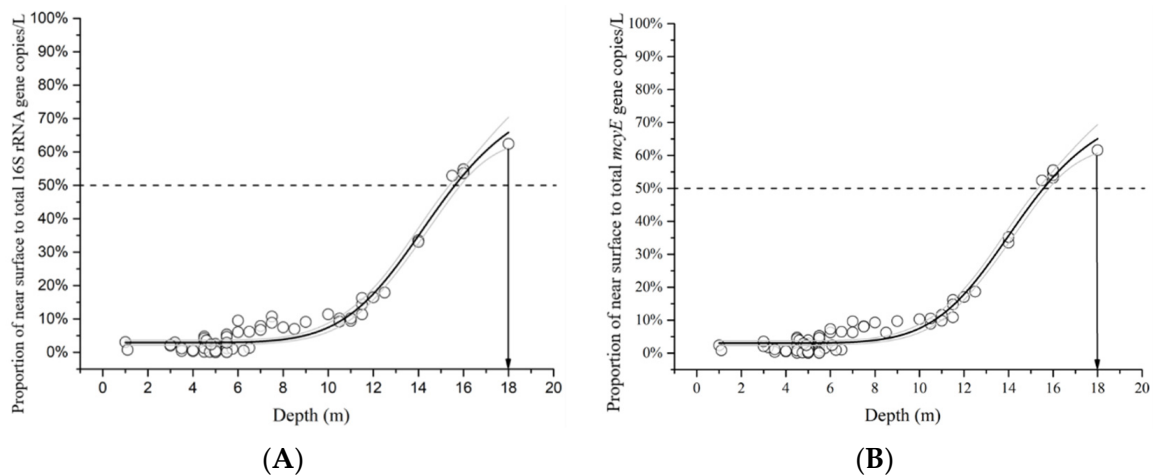 Proportion of near surface to total 16S rRNA gene copies/L
100%
90%
80%
70%
60%
50%
40%
30%
20%
10%
0%
0 2 4 6 8 10 12 14 16 18 20
Depth (m)
(A)
Proportion of near surface to total mcyE gene copies/L
100%
90%
80%
70%
60%
50%
40%
30%
20%
10%
0%
0 2 4 6 8 10 12 14 16 18 20
Depth (m)
(B)